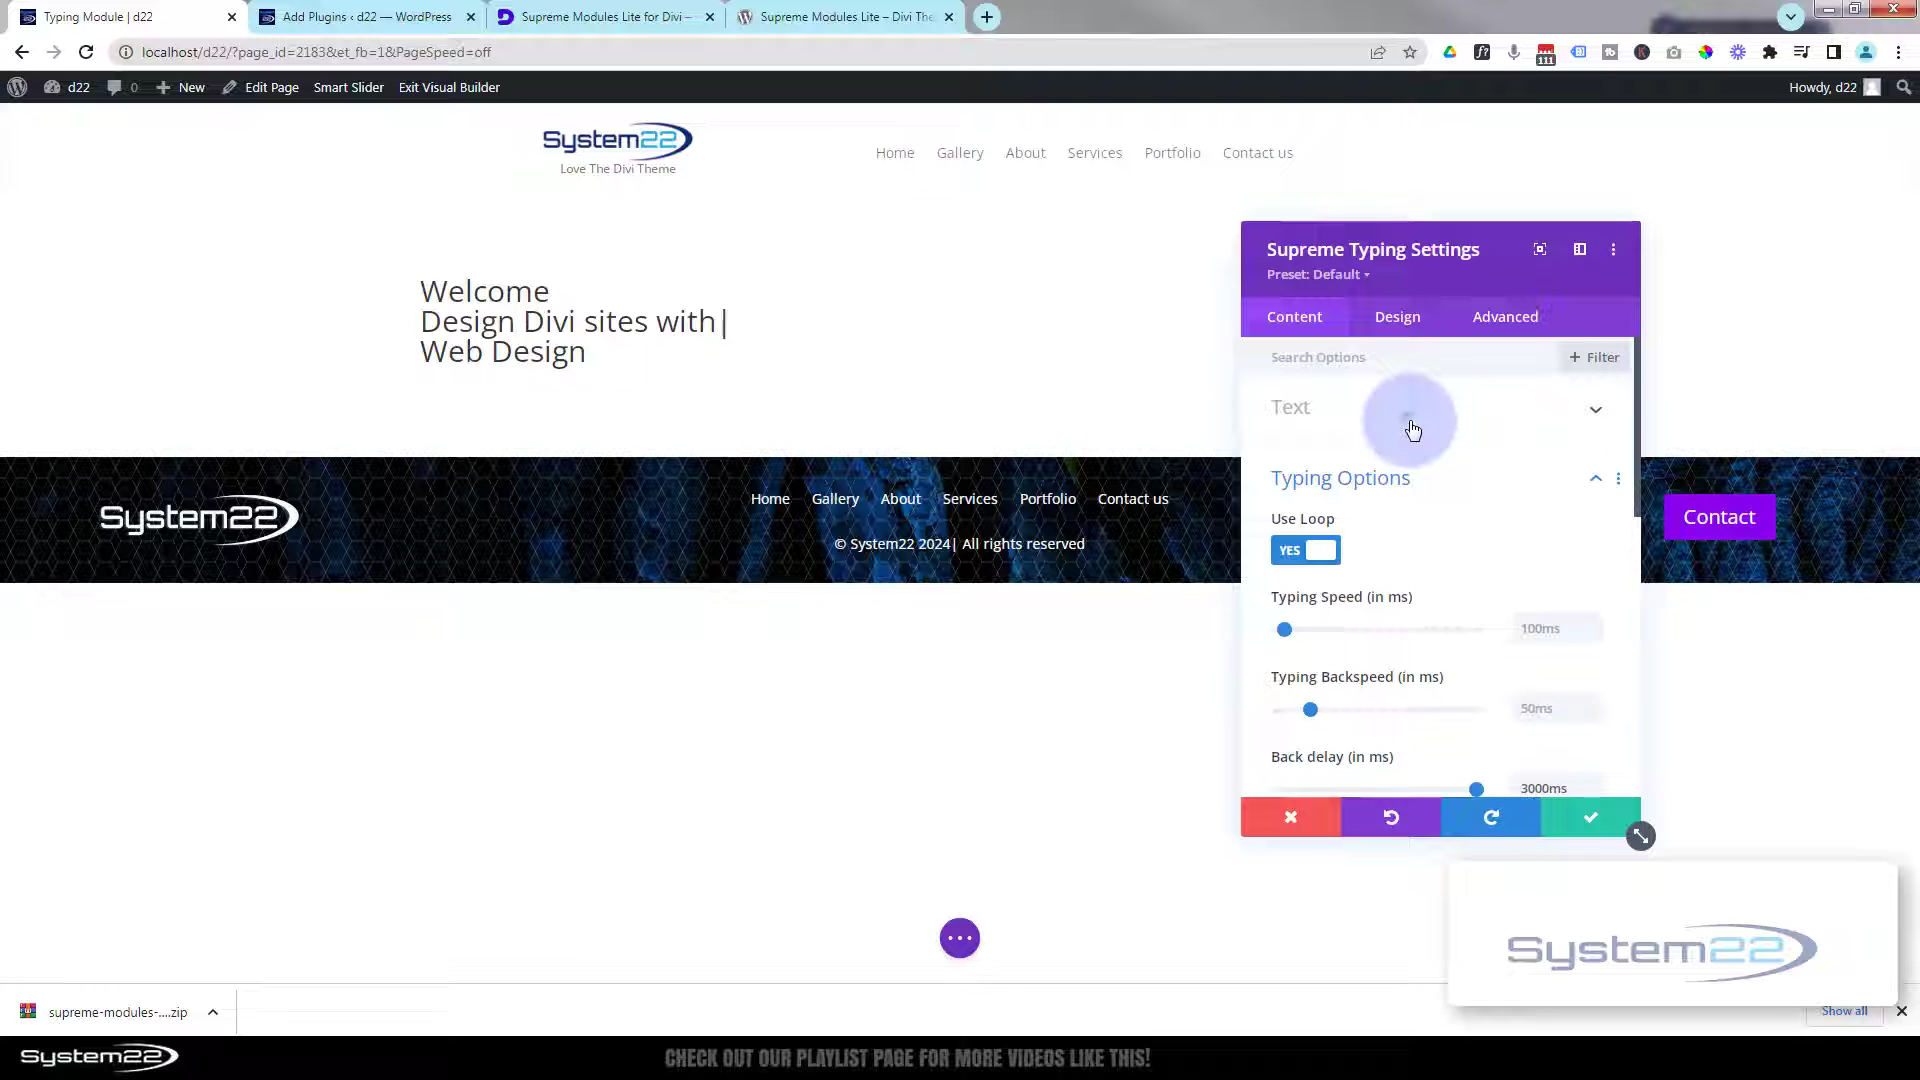 Typing Module | d22
Add Plugins ‹ d22 — WordPress
Supreme Modules Lite for Divi –
Supreme Modules Lite – Divi The
localhost/d22/?page_id=2183&et_fb=1&PageSpeed=off
111
d22
0
New
Edit Page
Smart Slider
Exit Visual Builder
Howdy, d22
System22
Love The Divi Theme
Home
Gallery
About
Services
Portfolio
Contact us
Welcome
Design Divi sites with|
Web Design
Supreme Typing Settings
Preset: Default
Content
Design
Advanced
Search Options
+ Filter
Text
Typing Options
Use Loop
YES
Typing Speed (in ms)
100ms
Typing Backspeed (in ms)
50ms
Back delay (in ms)
3000ms
System22
Home
Gallery
About
Services
Portfolio
Contact us
© System22 2024| All rights reserved
Contact
System22
supreme-modules-....zip
Show all
System22
CHECK OUT OUR PLAYLIST PAGE FOR MORE VIDEOS LIKE THIS!